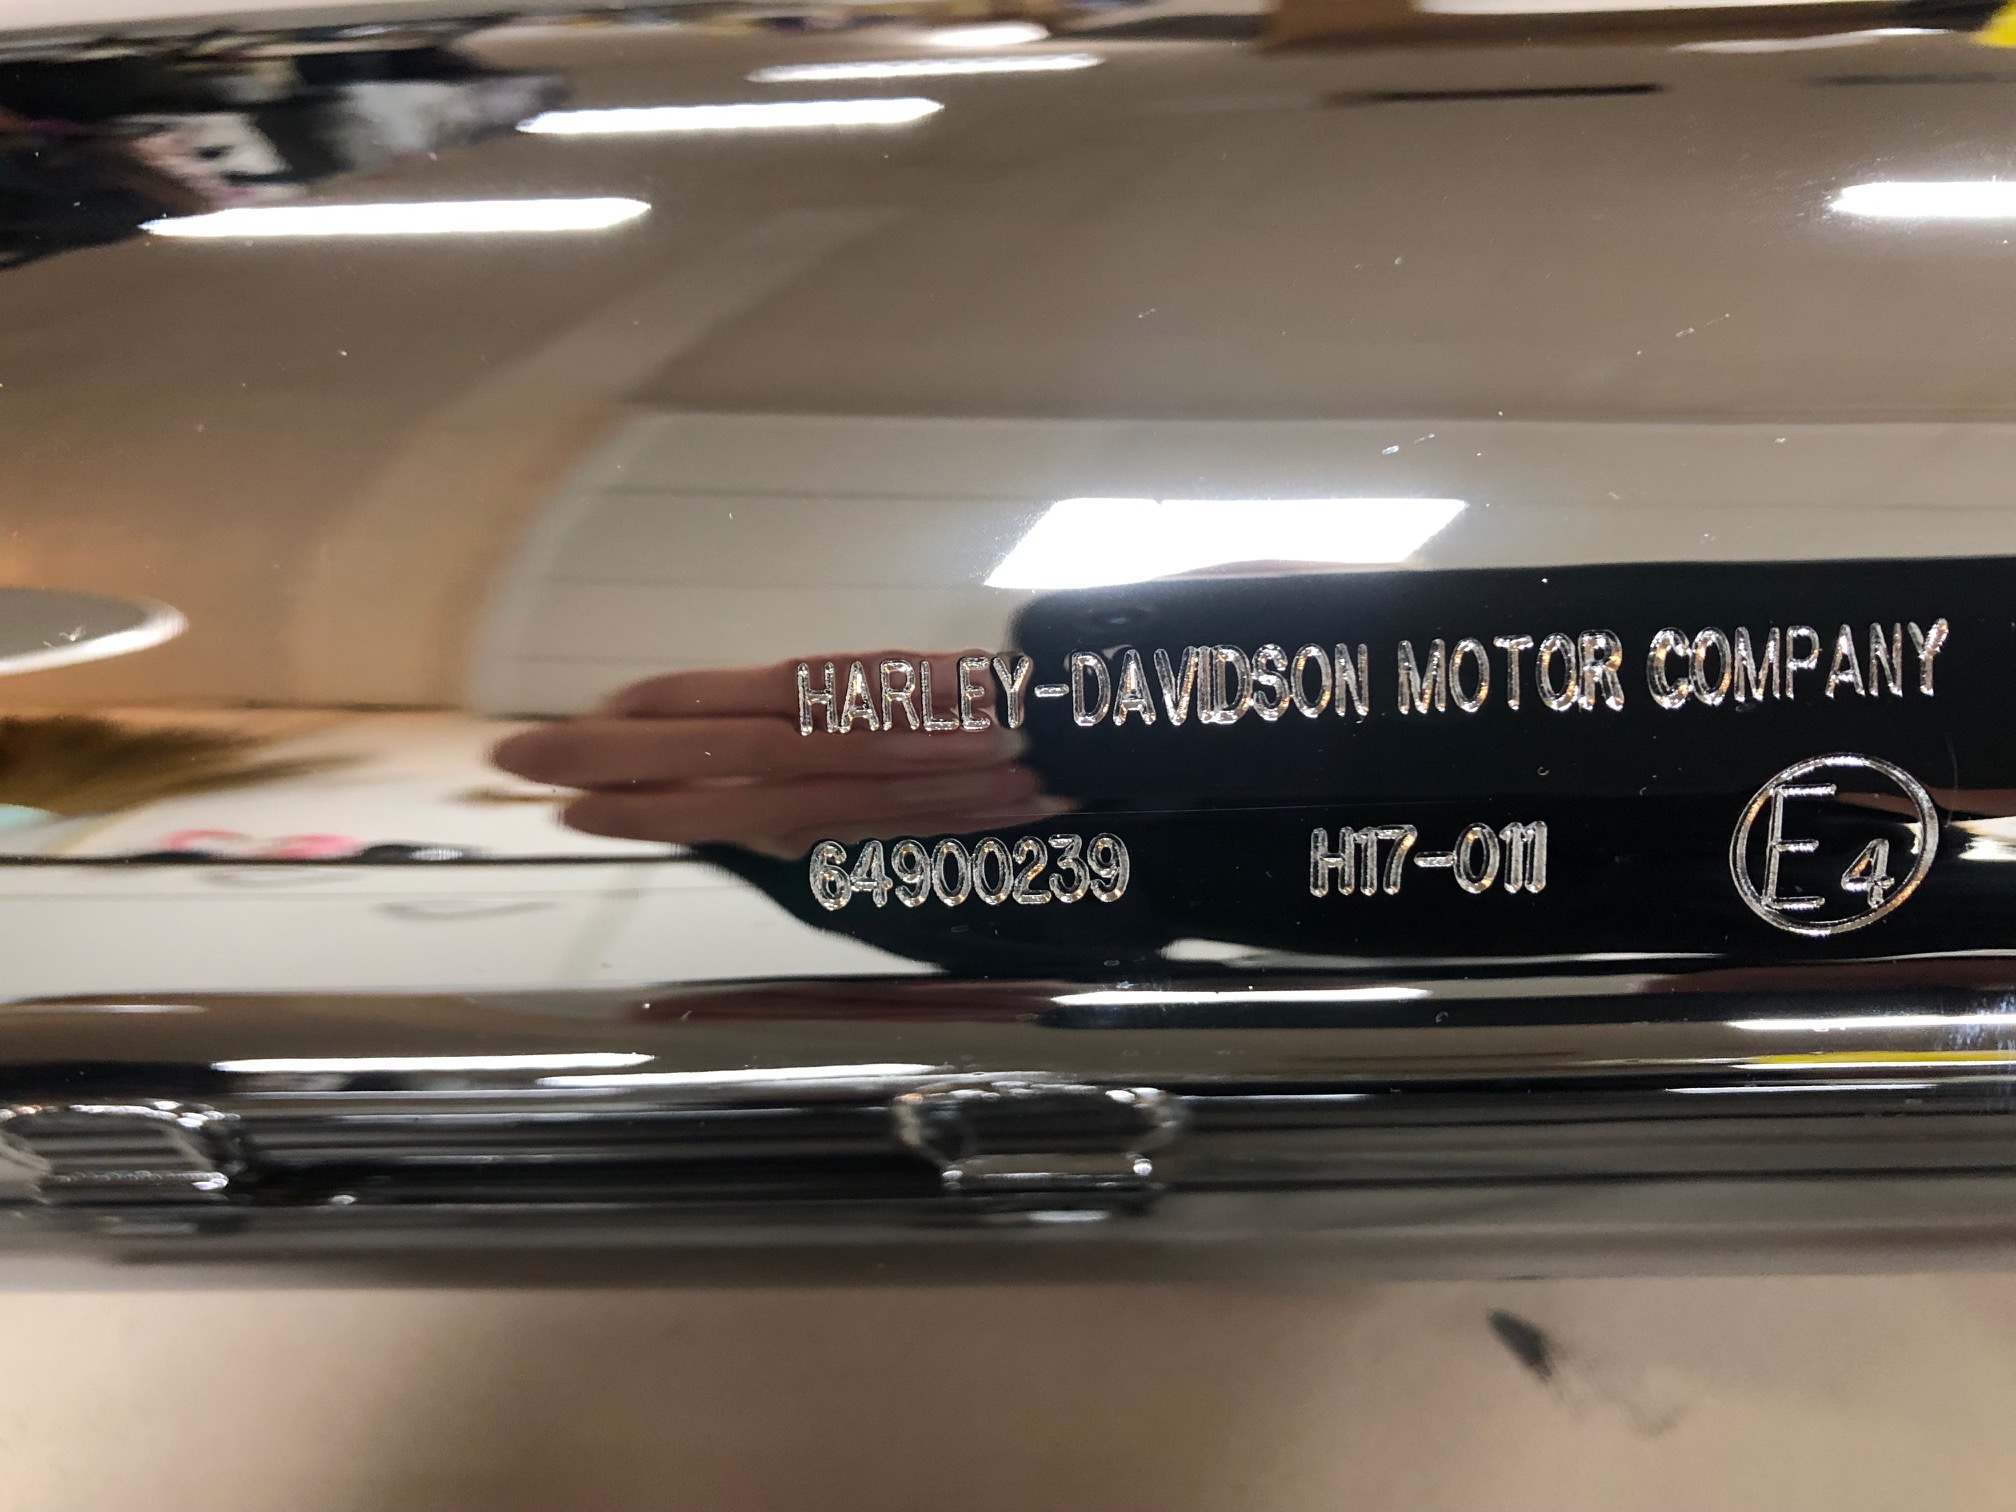 HARLEY-DAVIDSON MOTOR COMPANY
64900239 H17-011 E4